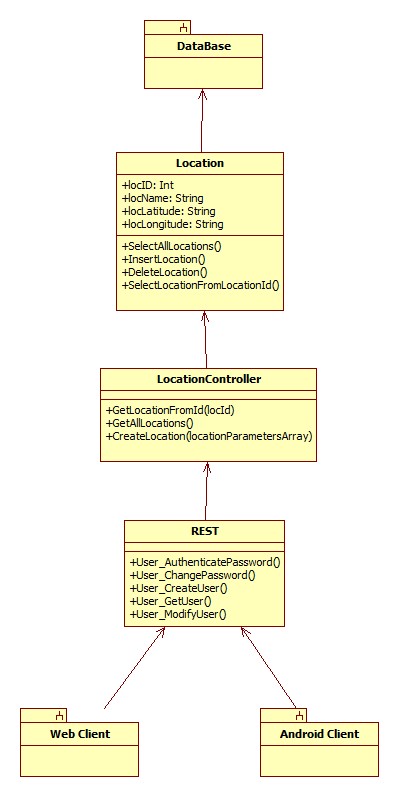 DataBase
Location
+locID: Int
+locName: String
+locLatitude: String
+locLongitude: String
+SelectAllLocations()
+InsertLocation()
+DeleteLocation()
+SelectLocationFromLocationId()
LocationController
+GetLocationFromId(locId)
+GetAllLocations()
+CreateLocation(locationParametersArray)
REST
+User_AuthenticatePassword()
+User_ChangePassword()
+User_CreateUser()
+User_GetUser()
+User_ModifyUser()
Web Client
Android Client